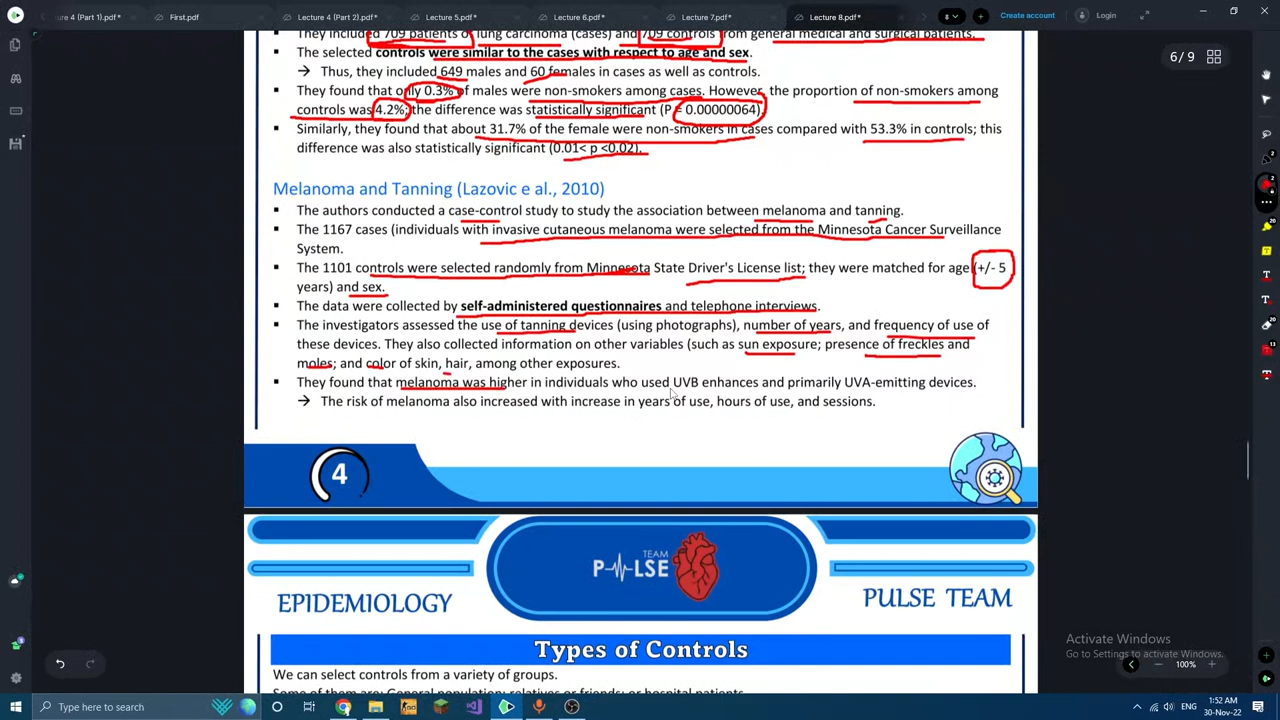 4 (Part 1).pdf*
First.pdf
Lecture 4 (Part 2).pdf*
Lecture 5.pdf*
Lecture 6.pdf*
Lecture 7.pdf*
Lecture 8.pdf*
8
Create account
Login
They included 709 patients of lung carcinoma (cases) and 709 controls from general medical and surgical patients.
6/9
The selected controls were similar to the cases with respect to age and sex.
→ Thus, they included 649 males and 60 females in cases as well as controls.
They found that only 0.3% of males were non-smokers among cases. However, the proportion of non-smokers among
controls was 4.2%; the difference was statistically significant (P = 0.00000064).
Similarly, they found that about 31.7% of the female were non-smokers in cases compared with 53.3% in controls; this
difference was also statistically significant (0.01< p <0.02).
Melanoma and Tanning (Lazovic e al., 2010)
The authors conducted a case-control study to study the association between melanoma and tanning.
The 1167 cases (individuals with invasive cutaneous melanoma were selected from the Minnesota Cancer Surveillance
System.
The 1101 controls were selected randomly from Minnesota State Driver's License list; they were matched for age (+/- 5
years) and sex.
The data were collected by self-administered questionnaires and telephone interviews.
The investigators assessed the use of tanning devices (using photographs), number of years, and frequency of use of
these devices. They also collected information on other variables (such as sun exposure; presence of freckles and
moles; and color of skin, hair, among other exposures.
They found that melanoma was higher in individuals who used UVB enhances and primarily UVA-emitting devices.
→ The risk of melanoma also increased with increase in years of use, hours of use, and sessions.
4
TEAM
P LSE
EPIDEMIOLOGY
PULSE TEAM
Types of Controls
Activate Windows
Go to Settings to activate Windows.
We can select controls from a variety of groups.
100%
Some of them are: General population; relatives or friends; or hospital patients.
Type here to search
ENG
1:52 AM
30-Nov-22